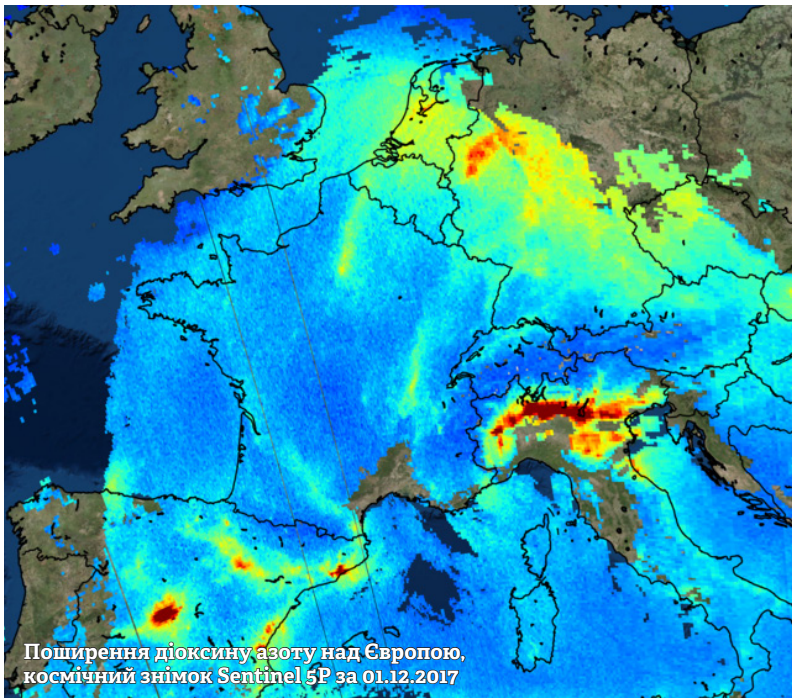 Поширення діоксину азоту над Європою,
космічний знімок Sentinel 5P за 01.12.2017